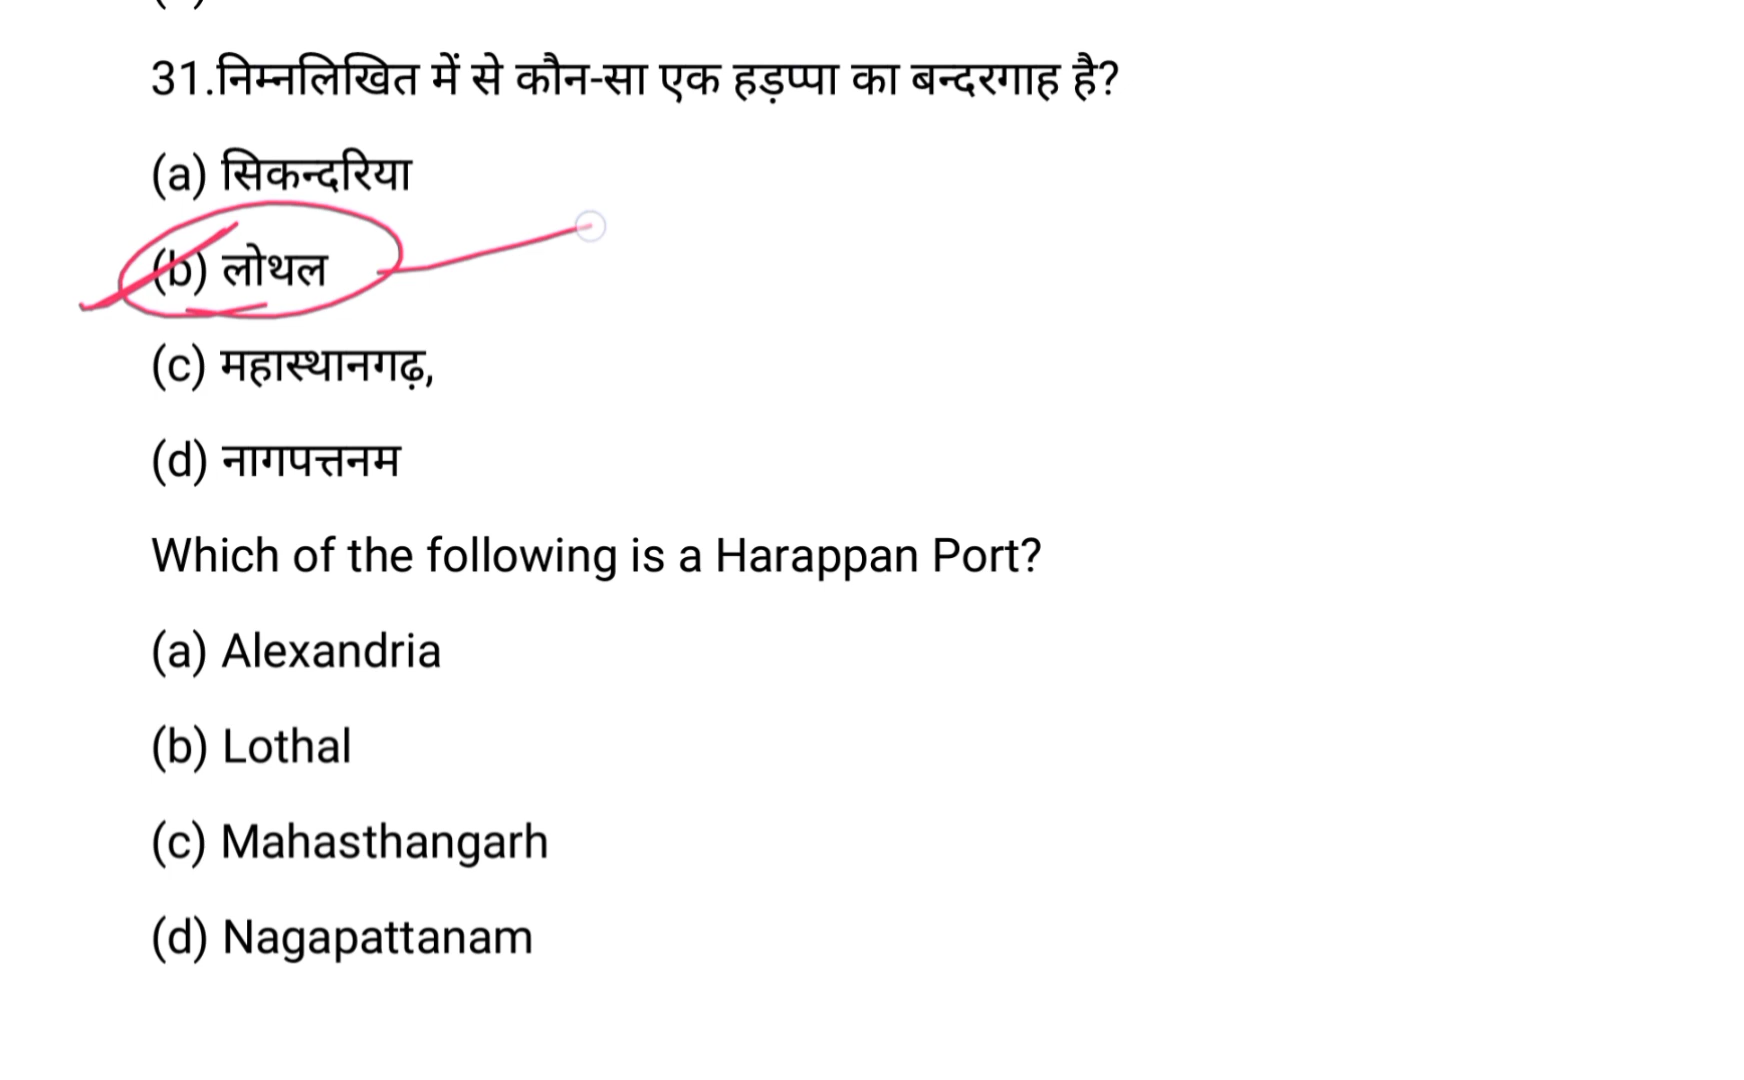 31.निम्नलिखित में से कौन-सा एक हड़प्पा का बन्दरगाह है?
(a) सिकन्दरिया
(b) लोथल
(c) महास्थानगढ़,
(d) नागपत्तनम
Which of the following is a Harappan Port?
(a) Alexandria
(b) Lothal
(c) Mahasthangarh
(d) Nagapattanam